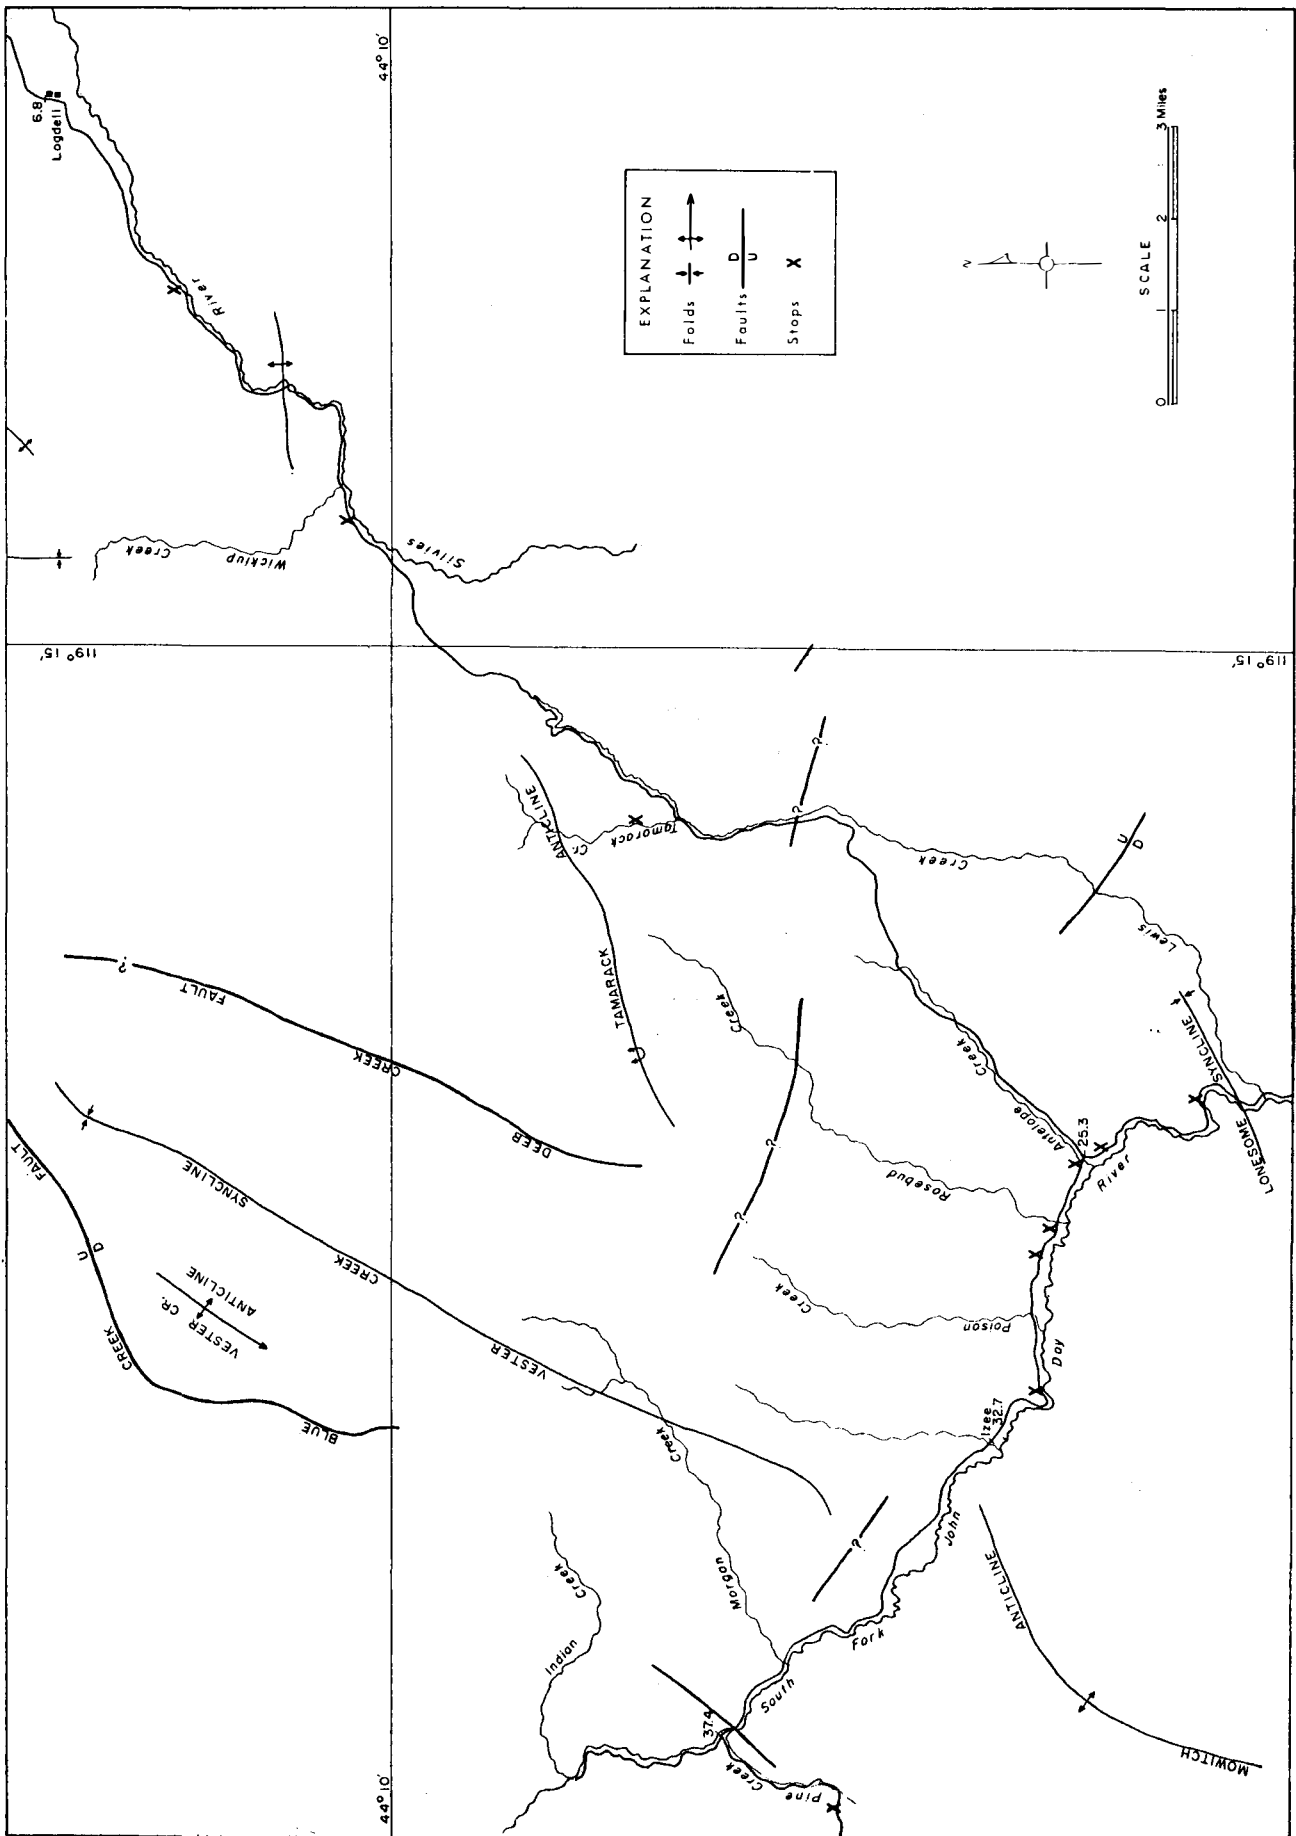 6.8
Logdell
44° 10'
River
Wickiup
Creek
Silvies
119° 15'
119° 15'
EXPLANATION
Folds
Faults
D
U
Stops X
N
SCALE
0 1 2 3 Miles
TAMARACK
ANTICLINE
Tamarack
Cr.
?
?
Creek
Lewis
U
D
LONESOME SYNCLINE
DEER
CREEK
FAULT
?
VESTER
CREEK
SYNCLINE
BLUE
CREEK
FAULT
U
D
VESTER CR.
ANTICLINE
Rosebud
Creek
?
?
Antelope
Creek
25.3
River
Poison
Creek
Day
Izee
32.7
John
Fork
South
Morgan
Creek
?
Indian
Creek
37.4
Pine
Creek
MOWITCH
ANTICLINE
44° 10'